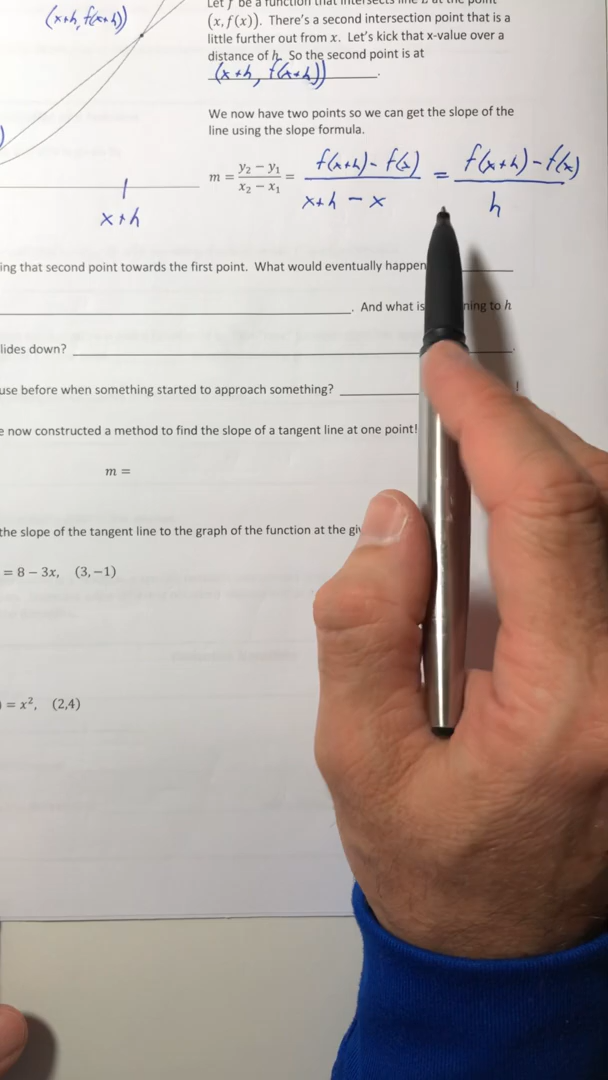 (x+h, f(x+h))
Let f be a function that intersects line L at the point
(x, f(x)). There's a second intersection point that is a
little further out from x. Let's kick that x-value over a
distance of h. So the second point is at
(x+h, f(x+h)).
We now have two points so we can get the slope of the
line using the slope formula.
m = y₂ − y₁ / x₂ − x₁ = f(x+h) − f(x) / x+h − x = f(x+h) − f(x) / h
x+h
ing that second point towards the first point. What would eventually happen
. And what is ning to h
lides down?
use before when something started to approach something? !
e now constructed a method to find the slope of a tangent line at one point!
m =
the slope of the tangent line to the graph of the function at the
= 8 − 3x, (3, −1)
) = x², (2,4)